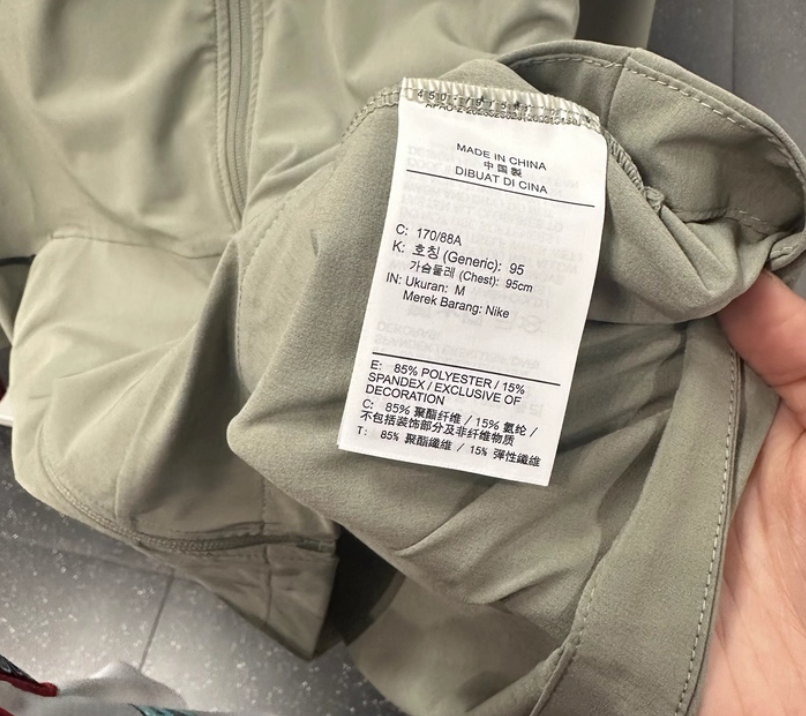 MADE IN CHINA
中 国 製
DIBUAT DI CINA
C: 170/88A
K: 호칭 (Generic): 95
가슴둘레 (Chest): 95cm
IN: Ukuran: M
Merek Barang: Nike
E: 85% POLYESTER / 15%
SPANDEX / EXCLUSIVE OF
DECORATION
C: 85% 聚酯纤维 / 15% 氨纶 /
不包括装饰部分及非纤维物质
T: 85% 聚酯纖維 / 15% 彈性纖維